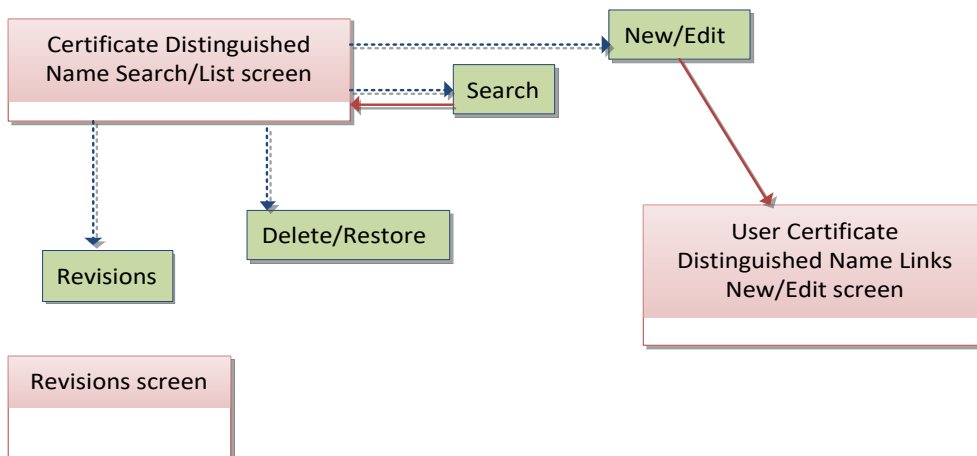 Certificate Distinguished
Name Search/List screen
New/Edit
Search
Delete/Restore
Revisions
User Certificate
Distinguished Name Links
New/Edit screen
Revisions screen